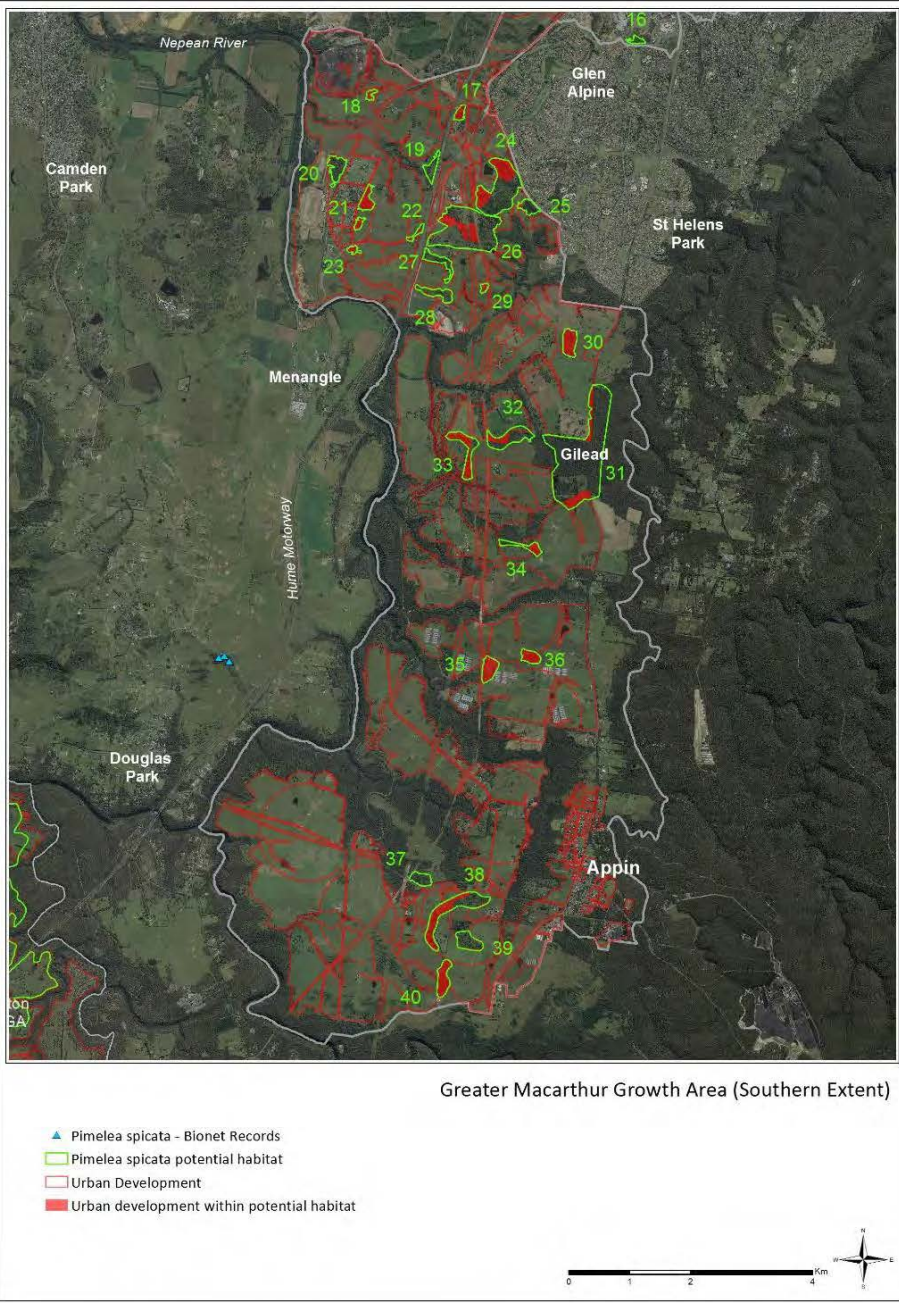 16
Nepean River
Glen
Alpine
17
18
24
19
Camden
Park
20
21
22
25
St Helens
Park
26
23
27
29
28
30
Menangle
32
Gilead
33
31
Hume Motorway
34
35
36
Douglas
Park
37
38
Appin
39
40
ton
GA
Greater Macarthur Growth Area (Southern Extent)
Pimelea spicata - Bionet Records
Pimelea spicata potential habitat
Urban Development
Urban development within potential habitat
N
W E
S
Km
0 1 2 4